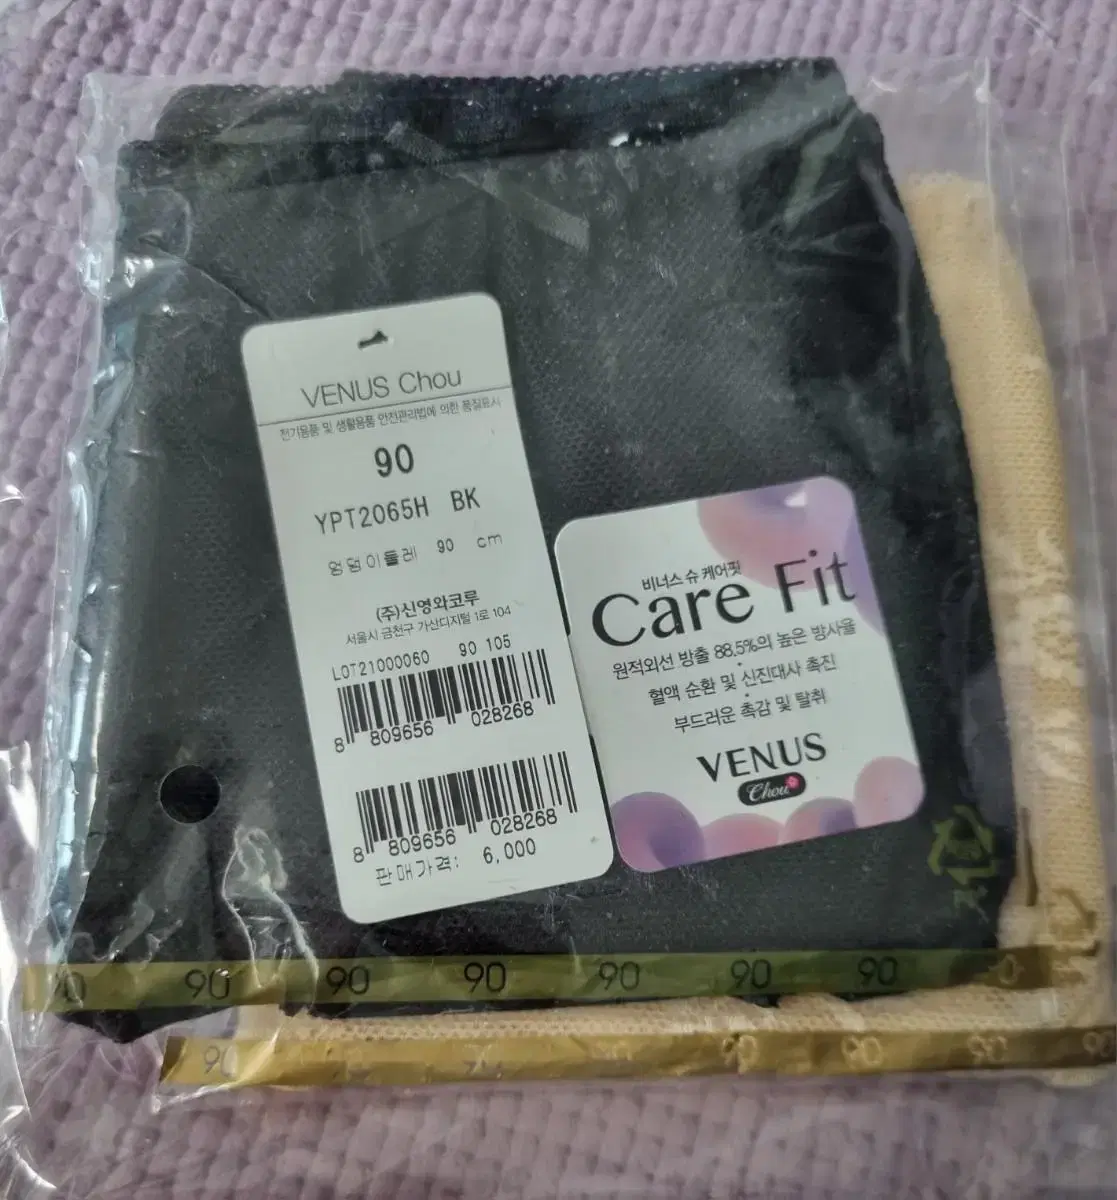 VENUS Chou
전기용품 및 생활용품 안전관리법에 의한 품질표시
90
YPT2065H BK
엉덩이둘레 90 cm
(주)신영와코루
서울시 금천구 가산디지털 1로 104
LOT21000060 90 105
8 809656 028268
8 809656 028268
판매가격: 6,000
비너스 슈 케어핏
Care Fit
원적외선 방출 88.5%의 높은 방사율
혈액 순환 및 신진대사 촉진
부드러운 촉감 및 탈취
VENUS
Chou
90 90 90 90 90 90 90
90 90 90 90 90